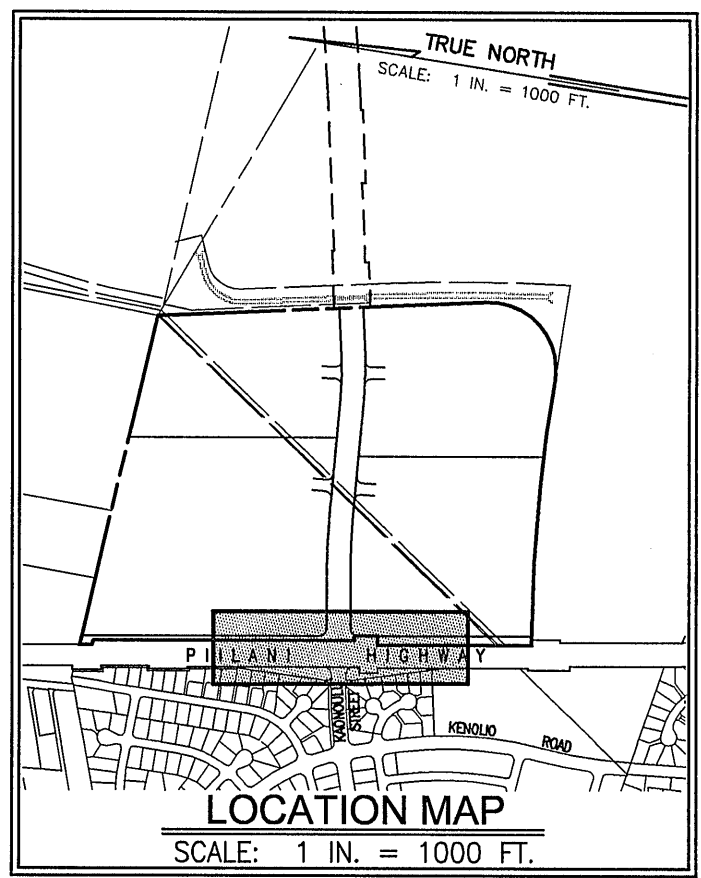 TRUE NORTH
SCALE: 1 IN. = 1000 FT.
PIILANI HIGHWAY
KAONOULU
STREET
KENOLIO ROAD
LOCATION MAP
SCALE: 1 IN. = 1000 FT.